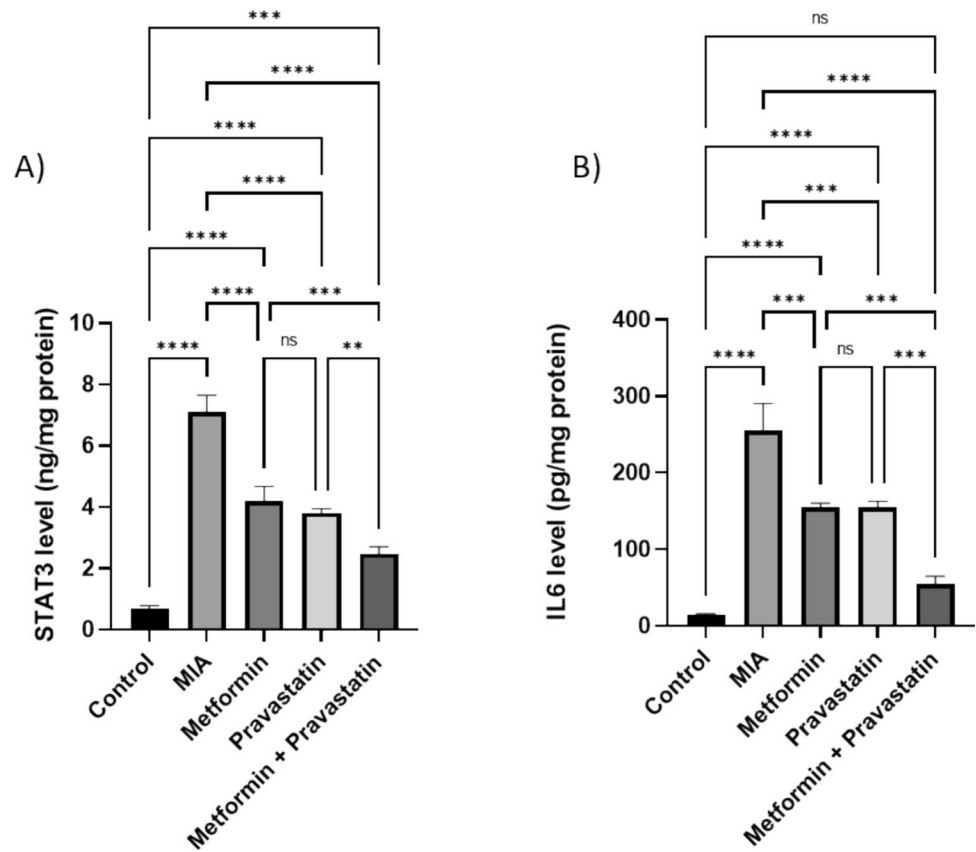 ***
****
****
A)
****
****
****
***
****
ns
**
STAT3 level (ng/mg protein)
10
8
6
4
2
0
Control
MIA
Metformin
Pravastatin
Metformin + Pravastatin
ns
****
****
B)
***
****
***
***
****
ns
***
IL6 level (pg/mg protein)
400
300
200
100
0
Control
MIA
Metformin
Pravastatin
Metformin + Pravastatin